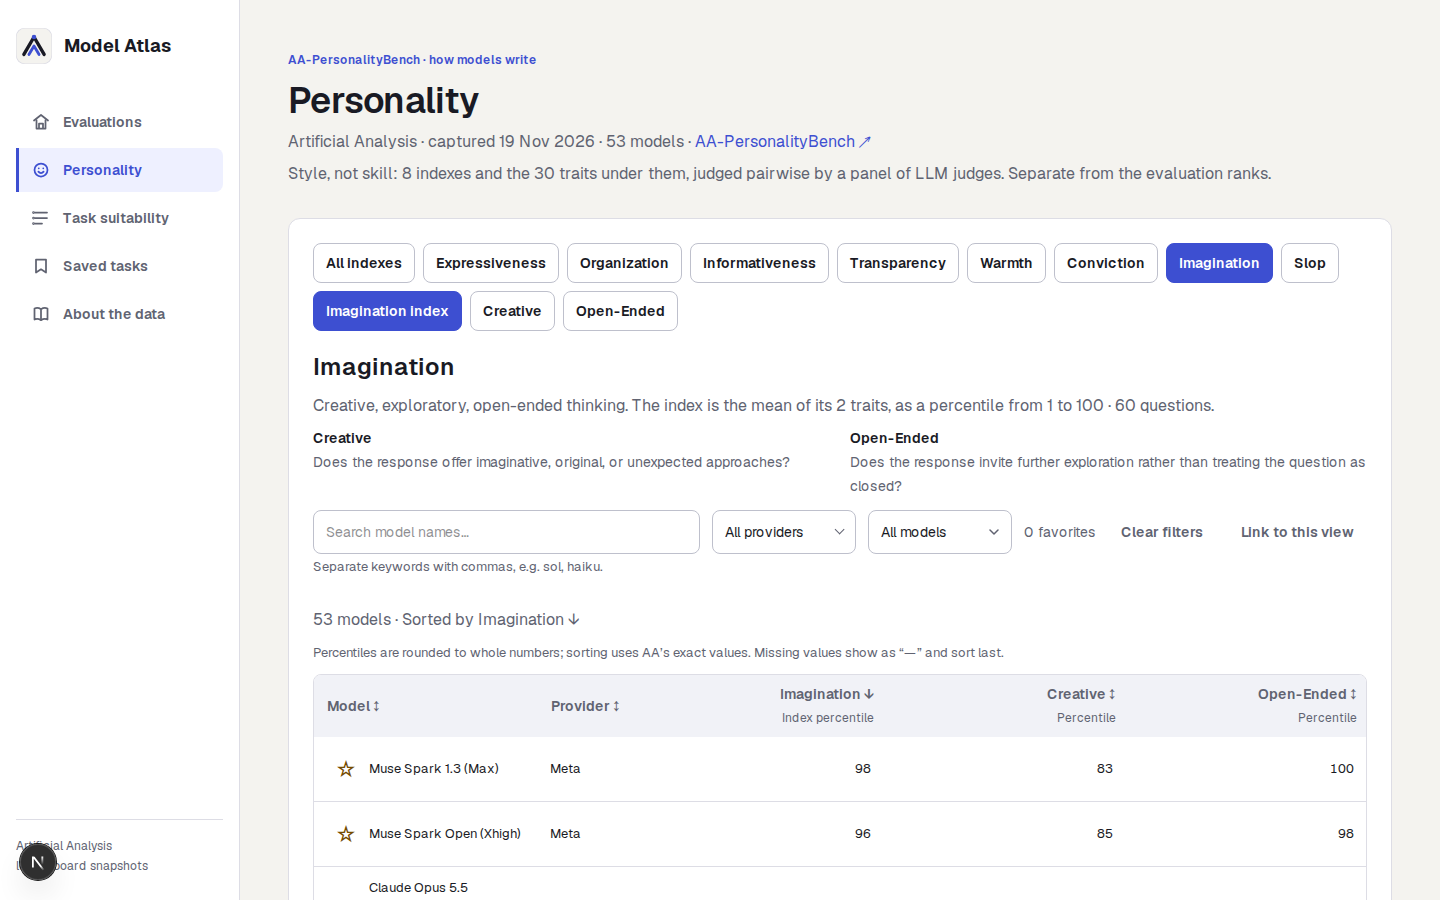 Model Atlas
Evaluations
Personality
Task suitability
Saved tasks
About the data
Artificial Analysis
board snapshots
N
AA-PersonalityBench · how models write
Personality
Artificial Analysis · captured 19 Nov 2026 · 53 models · AA-PersonalityBench ↗
Style, not skill: 8 indexes and the 30 traits under them, judged pairwise by a panel of LLM judges. Separate from the evaluation ranks.
All indexes Expressiveness Organization Informativeness Transparency Warmth Conviction Imagination Slop
Imagination index Creative Open-Ended
Imagination
Creative, exploratory, open-ended thinking. The index is the mean of its 2 traits, as a percentile from 1 to 100 · 60 questions.
Creative
Does the response offer imaginative, original, or unexpected approaches?
Open-Ended
Does the response invite further exploration rather than treating the question as
closed?
Search model names… All providers All models 0 favorites Clear filters Link to this view
Separate keywords with commas, e.g. sol, haiku.
53 models · Sorted by Imagination ↓
Percentiles are rounded to whole numbers; sorting uses AA’s exact values. Missing values show as “—” and sort last.
Model ↕ Provider ↕ Imagination ↓ Creative ↕ Open-Ended ↕
Index percentile Percentile Percentile
Muse Spark 1.3 (Max) Meta 98 83 100
Muse Spark Open (Xhigh) Meta 96 85 98
Claude Opus 5.5